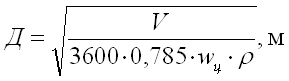 Д = √(V / (3600·0,785·w_ц·ρ)), м